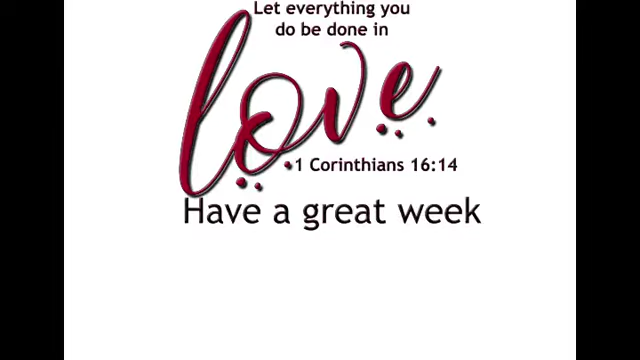 Let everything you
do be done in
love
1 Corinthians 16:14
Have a great week